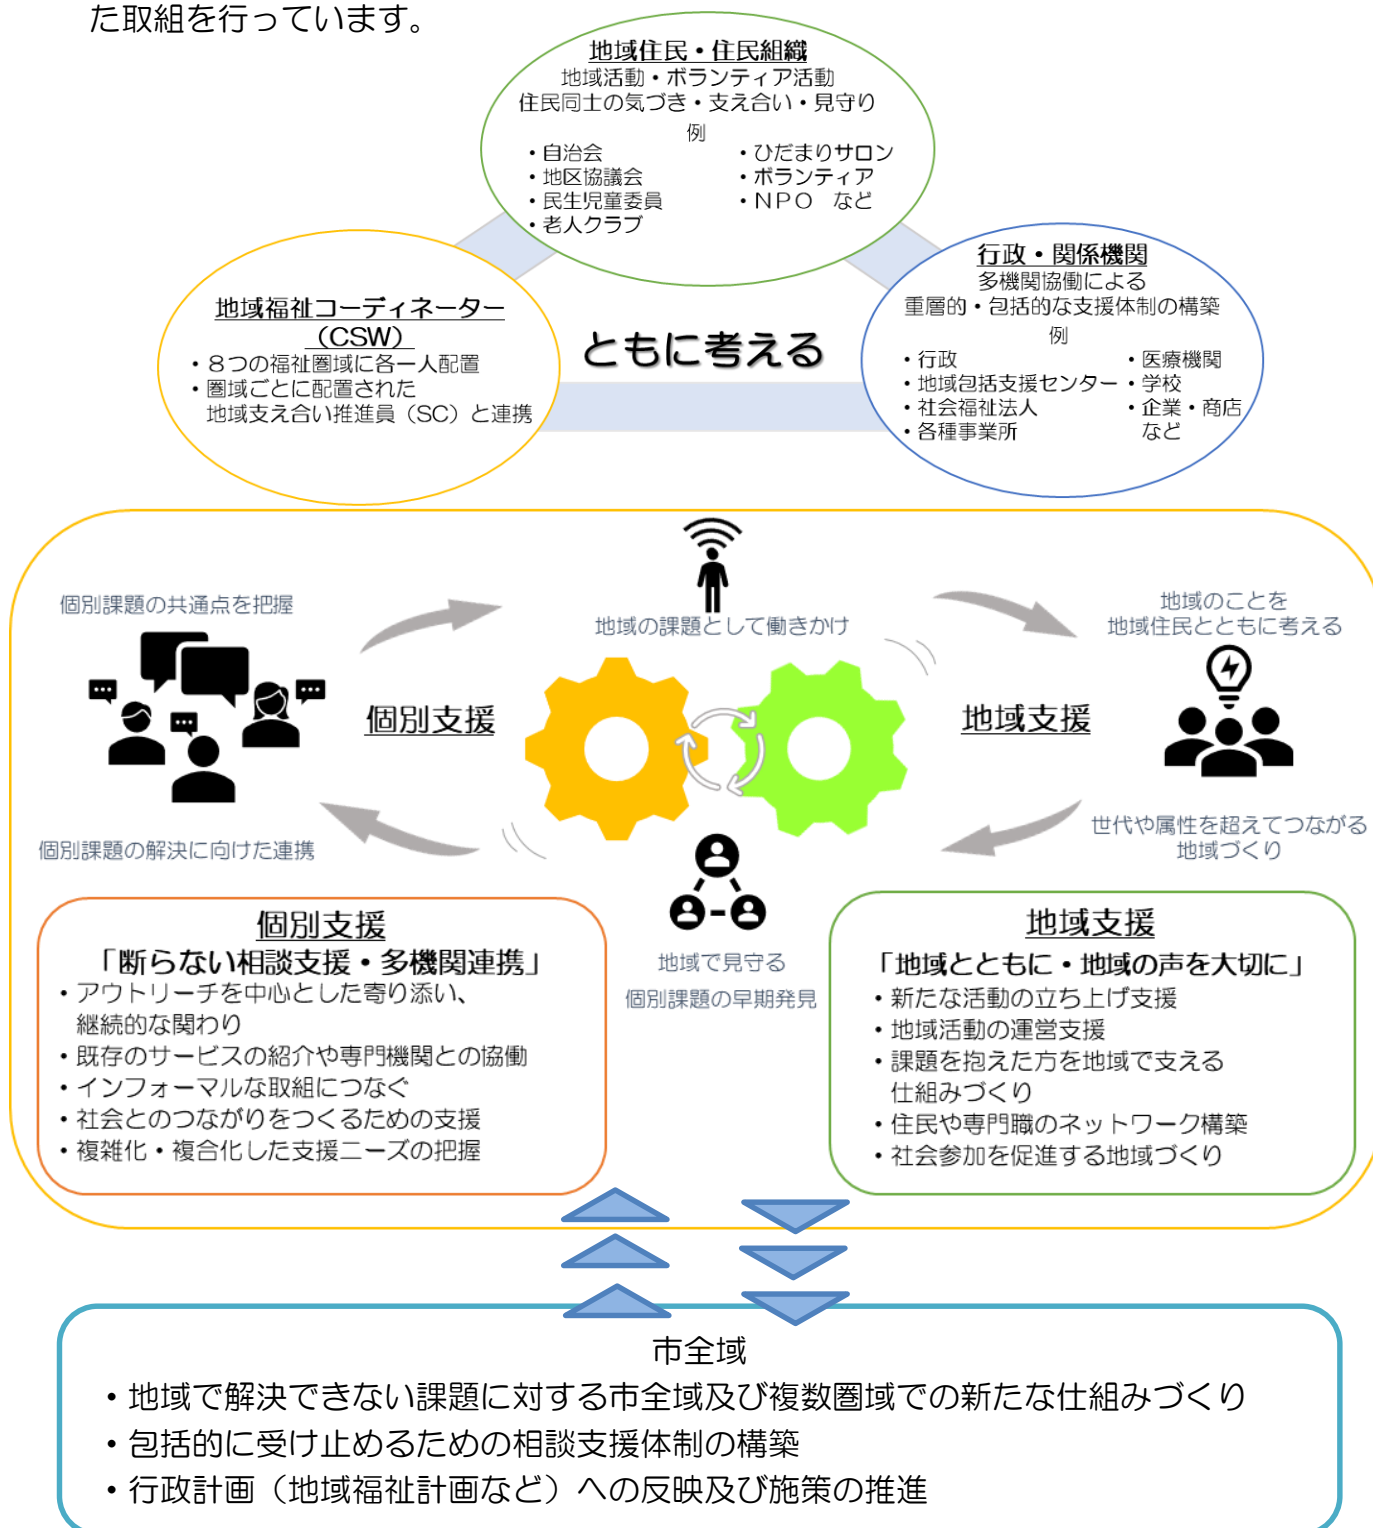 た取組を行っています。
地域住民・住民組織
地域活動・ボランティア活動
住民同士の気づき・支え合い・見守り
例
・自治会
・地区協議会
・民生児童委員
・老人クラブ
・ひだまりサロン
・ボランティア
・ＮＰＯ など
地域福祉コーディネーター
（CSW）
・８つの福祉圏域に各一人配置
・圏域ごとに配置された
地域支え合い推進員（SC）と連携
ともに考える
行政・関係機関
多機関協働による
重層的・包括的な支援体制の構築
例
・行政
・地域包括支援センター
・社会福祉法人
・各種事業所
・医療機関
・学校
・企業・商店
など
個別課題の共通点を把握
地域の課題として働きかけ
地域のことを
地域住民とともに考える
個別支援
地域支援
個別課題の解決に向けた連携
世代や属性を超えてつながる
地域づくり
地域で見守る
個別課題の早期発見
個別支援
「断らない相談支援・多機関連携」
・アウトリーチを中心とした寄り添い、
継続的な関わり
・既存のサービスの紹介や専門機関との協働
・インフォーマルな取組につなぐ
・社会とのつながりをつくるための支援
・複雑化・複合化した支援ニーズの把握
地域支援
「地域とともに・地域の声を大切に」
・新たな活動の立ち上げ支援
・地域活動の運営支援
・課題を抱えた方を地域で支える
仕組みづくり
・住民や専門職のネットワーク構築
・社会参加を促進する地域づくり
市全域
・地域で解決できない課題に対する市全域及び複数圏域での新たな仕組みづくり
・包括的に受け止めるための相談支援体制の構築
・行政計画（地域福祉計画など）への反映及び施策の推進